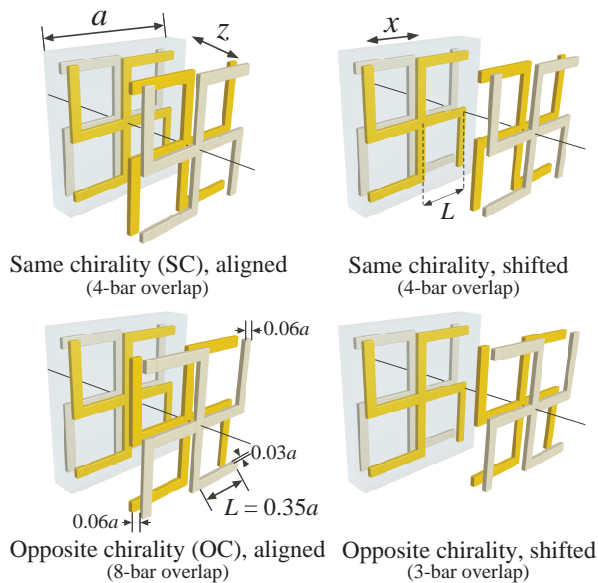 a
z
x
L
Same chirality (SC), aligned
(4-bar overlap)
Same chirality, shifted
(4-bar overlap)
0.06a
0.03a
L = 0.35a
0.06a
Opposite chirality (OC), aligned
(8-bar overlap)
Opposite chirality, shifted
(3-bar overlap)